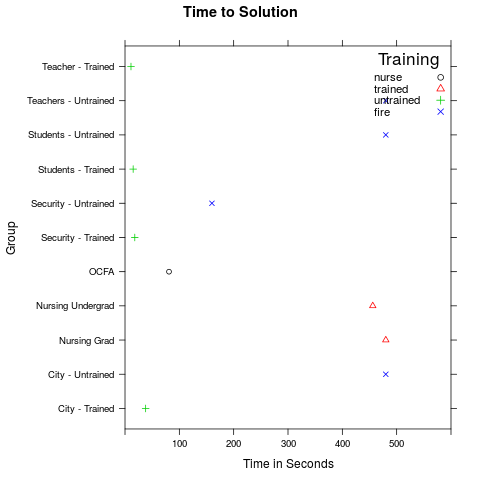 Time to Solution
Training
nurse
trained
untrained
fire
Teacher - Trained
Teachers - Untrained
Students - Untrained
Students - Trained
Security - Untrained
Security - Trained
OCFA
Nursing Undergrad
Nursing Grad
City - Untrained
City - Trained
Group
100 200 300 400 500
Time in Seconds